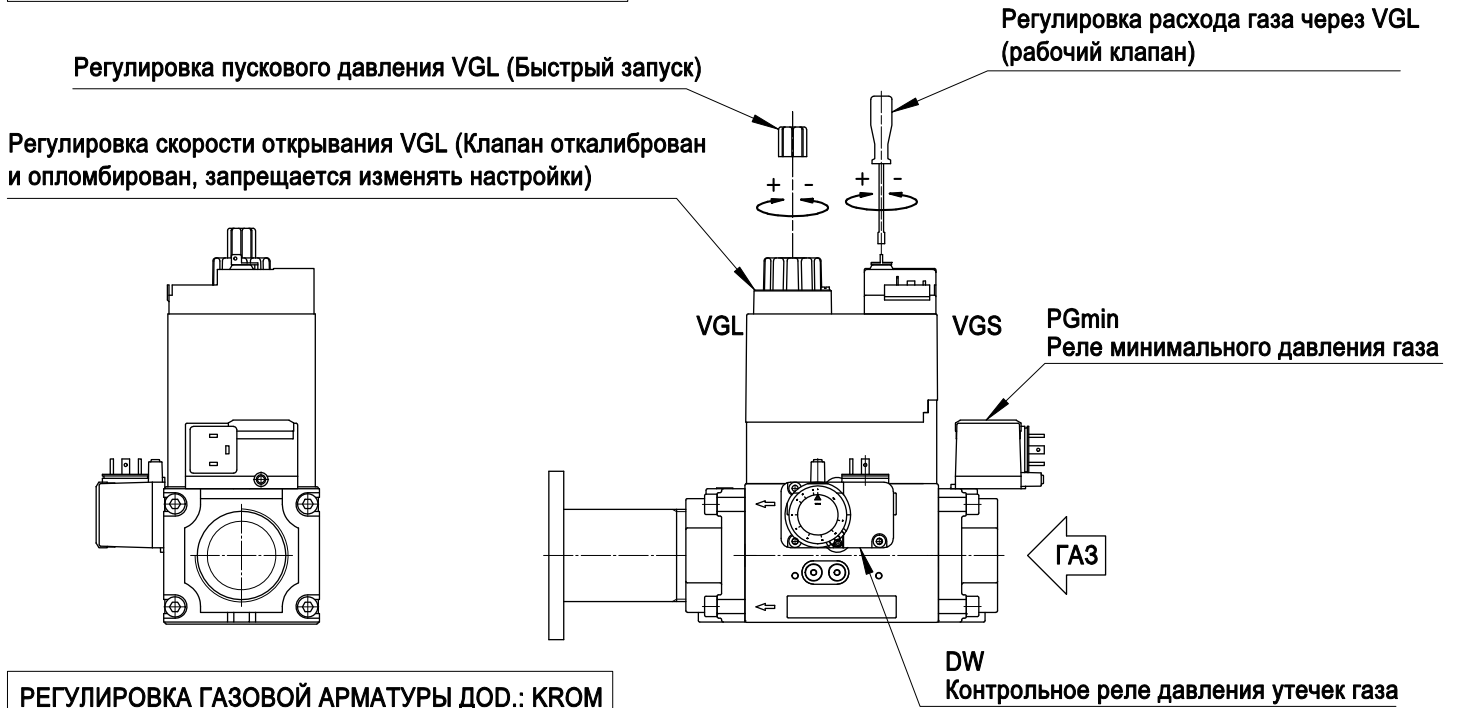 Регулировка расхода газа через VGL
(рабочий клапан)
Регулировка пускового давления VGL (Быстрый запуск)
Регулировка скорости открывания VGL (Клапан откалиброван
и опломбирован, запрещается изменять настройки)
+ -
+ -
VGL
VGS
PGmin
Реле минимального давления газа
ГАЗ
DW
Контрольное реле давления утечек газа
РЕГУЛИРОВКА ГАЗОВОЙ АРМАТУРЫ ДОD.: KROM